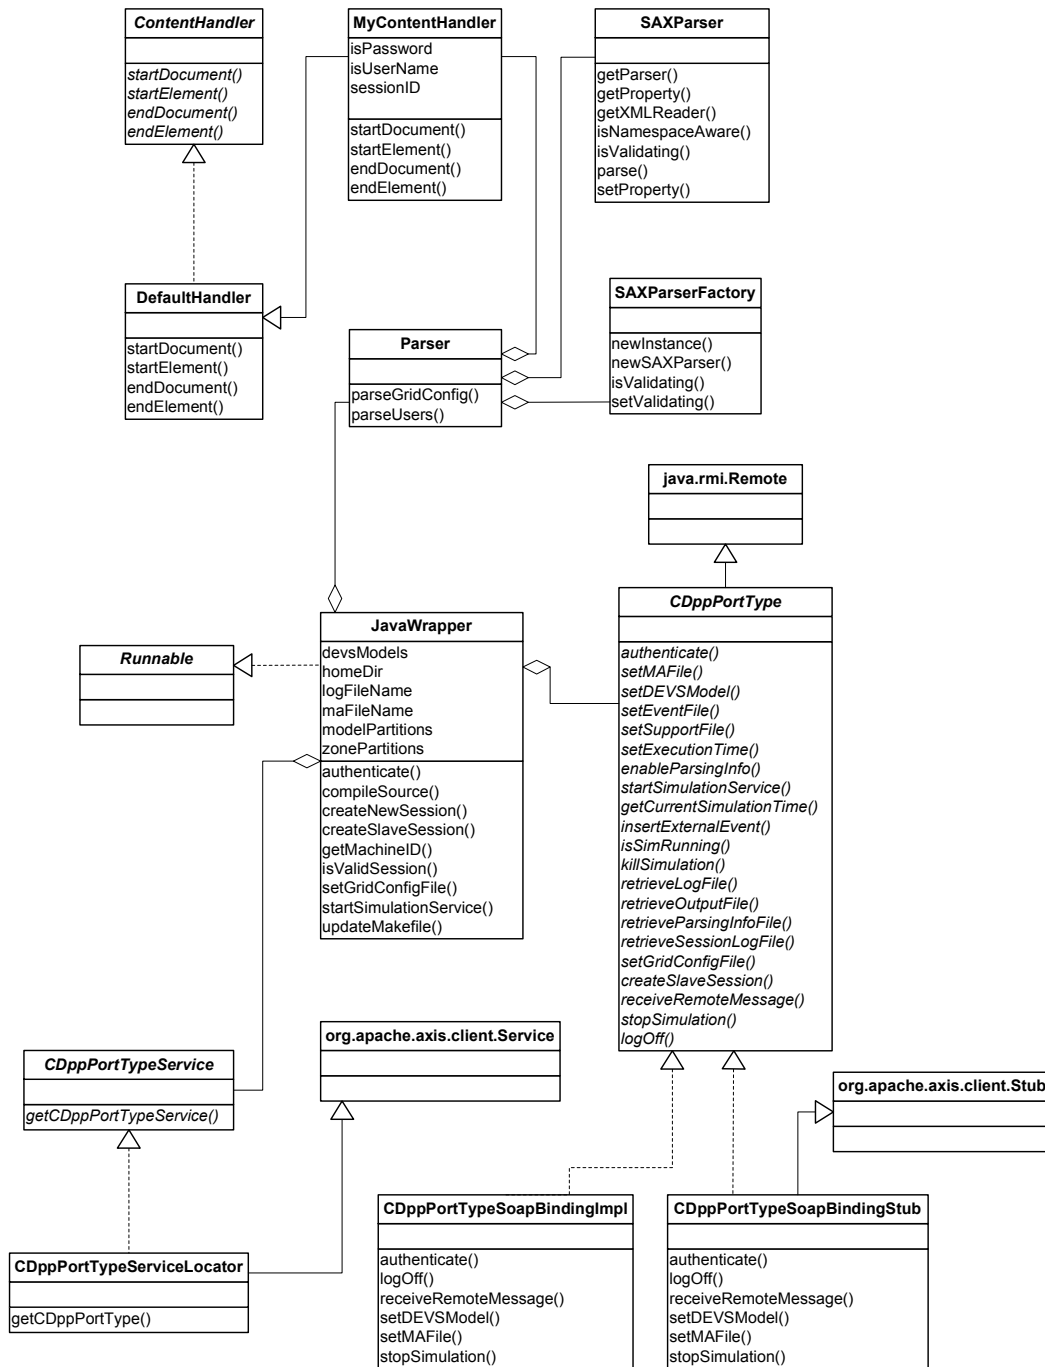 ContentHandler
startDocument()
startElement()
endDocument()
endElement()
MyContentHandler
isPassword
isUserName
sessionID
startDocument()
startElement()
endDocument()
endElement()
SAXParser
getParser()
getProperty()
getXMLReader()
isNamespaceAware()
isValidating()
parse()
setProperty()
DefaultHandler
startDocument()
startElement()
endDocument()
endElement()
Parser
parseGridConfig()
parseUsers()
SAXParserFactory
newInstance()
newSAXParser()
isValidating()
setValidating()
java.rmi.Remote
Runnable
JavaWrapper
devsModels
homeDir
logFileName
maFileName
modelPartitions
zonePartitions
authenticate()
compileSource()
createNewSession()
createSlaveSession()
getMachineID()
isValidSession()
setGridConfigFile()
startSimulationService()
updateMakefile()
CDppPortType
authenticate()
setMAFile()
setDEVSModel()
setEventFile()
setSupportFile()
setExecutionTime()
enableParsingInfo()
startSimulationService()
getCurrentSimulationTime()
insertExternalEvent()
isSimRunning()
killSimulation()
retrieveLogFile()
retrieveOutputFile()
retrieveParsingInfoFile()
retrieveSessionLogFile()
setGridConfigFile()
createSlaveSession()
receiveRemoteMessage()
stopSimulation()
logOff()
CDppPortTypeService
getCDppPortTypeService()
org.apache.axis.client.Service
org.apache.axis.client.Stub
CDppPortTypeServiceLocator
getCDppPortType()
CDppPortTypeSoapBindingImpl
authenticate()
logOff()
receiveRemoteMessage()
setDEVSModel()
setMAFile()
stopSimulation()
CDppPortTypeSoapBindingStub
authenticate()
logOff()
receiveRemoteMessage()
setDEVSModel()
setMAFile()
stopSimulation()